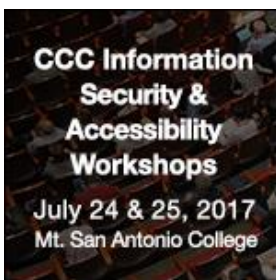 CCC Information
Security &
Accessibility
Workshops
July 24 & 25, 2017
Mt. San Antonio College